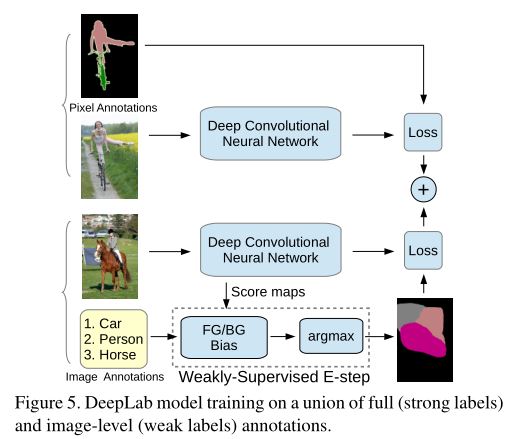 Pixel Annotations
Deep Convolutional
Neural Network
Loss
+
Deep Convolutional
Neural Network
Loss
Score maps
1. Car
2. Person
3. Horse
FG/BG
Bias
argmax
Image Annotations
Weakly-Supervised E-step
Figure 5. DeepLab model training on a union of full (strong labels)
and image-level (weak labels) annotations.